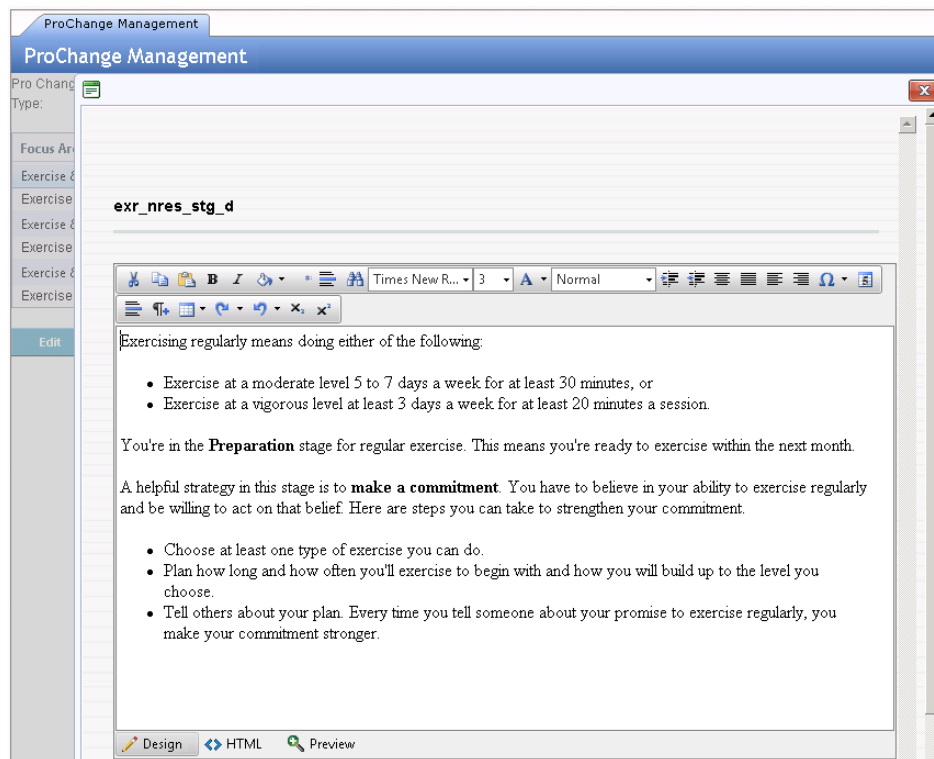 ProChange Management
ProChange Management
Pro Chang
Type:
Focus Are
Exercise &
Exercise
Exercise &
Exercise
Exercise &
Exercise
Edit
X
exr_nres_stg_d
B I Times New R... 3 A Normal Ω 5
¶ x₂ x²
Exercising regularly means doing either of the following:
• Exercise at a moderate level 5 to 7 days a week for at least 30 minutes, or
• Exercise at a vigorous level at least 3 days a week for at least 20 minutes a session.
You're in the Preparation stage for regular exercise. This means you're ready to exercise within the next month.
A helpful strategy in this stage is to make a commitment. You have to believe in your ability to exercise regularly
and be willing to act on that belief. Here are steps you can take to strengthen your commitment.
• Choose at least one type of exercise you can do.
• Plan how long and how often you'll exercise to begin with and how you will build up to the level you
choose.
• Tell others about your plan. Every time you tell someone about your promise to exercise regularly, you
make your commitment stronger.
Design HTML Preview